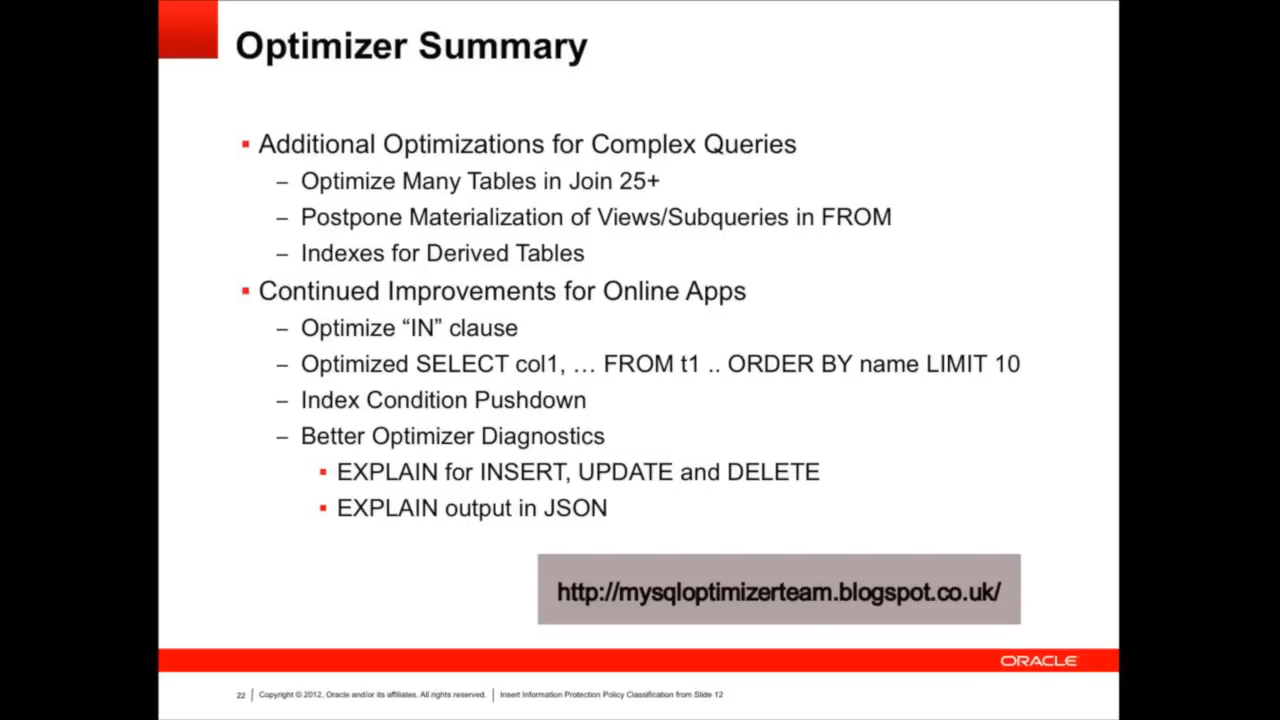 Optimizer Summary
▪ Additional Optimizations for Complex Queries
– Optimize Many Tables in Join 25+
– Postpone Materialization of Views/Subqueries in FROM
– Indexes for Derived Tables
▪ Continued Improvements for Online Apps
– Optimize “IN” clause
– Optimized SELECT col1, … FROM t1 .. ORDER BY name LIMIT 10
– Index Condition Pushdown
– Better Optimizer Diagnostics
▪ EXPLAIN for INSERT, UPDATE and DELETE
▪ EXPLAIN output in JSON
http://mysqloptimizerteam.blogspot.co.uk/
ORACLE
22 | Copyright © 2012, Oracle and/or its affiliates. All rights reserved. | Insert Information Protection Policy Classification from Slide 12